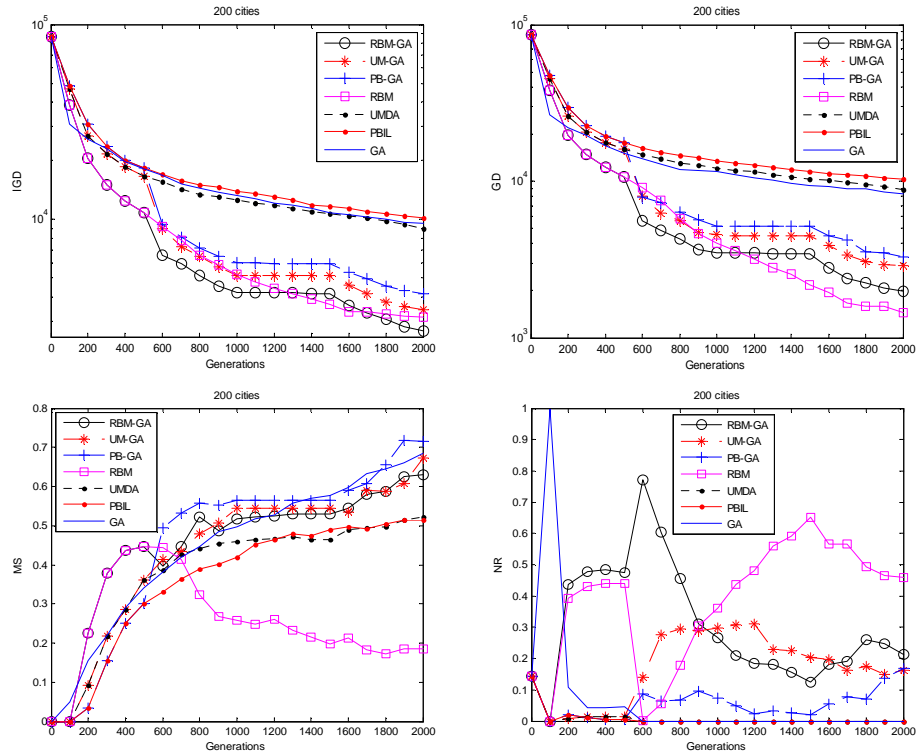 200 cities
10^5
10^4
IGD
0 200 400 600 800 1000 1200 1400 1600 1800 2000
Generations
RBM-GA
UM-GA
PB-GA
RBM
UMDA
PBIL
GA
200 cities
10^5
10^4
10^3
GD
0 200 400 600 800 1000 1200 1400 1600 1800 2000
Generations
RBM-GA
UM-GA
PB-GA
RBM
UMDA
PBIL
GA
200 cities
0.8
0.7
0.6
0.5
0.4
0.3
0.2
0.1
0
MS
0 200 400 600 800 1000 1200 1400 1600 1800 2000
Generations
RBM-GA
UM-GA
PB-GA
RBM
UMDA
PBIL
GA
200 cities
1
0.9
0.8
0.7
0.6
0.5
0.4
0.3
0.2
0.1
0
NR
0 200 400 600 800 1000 1200 1400 1600 1800 2000
Generations
RBM-GA
UM-GA
PB-GA
RBM
UMDA
PBIL
GA